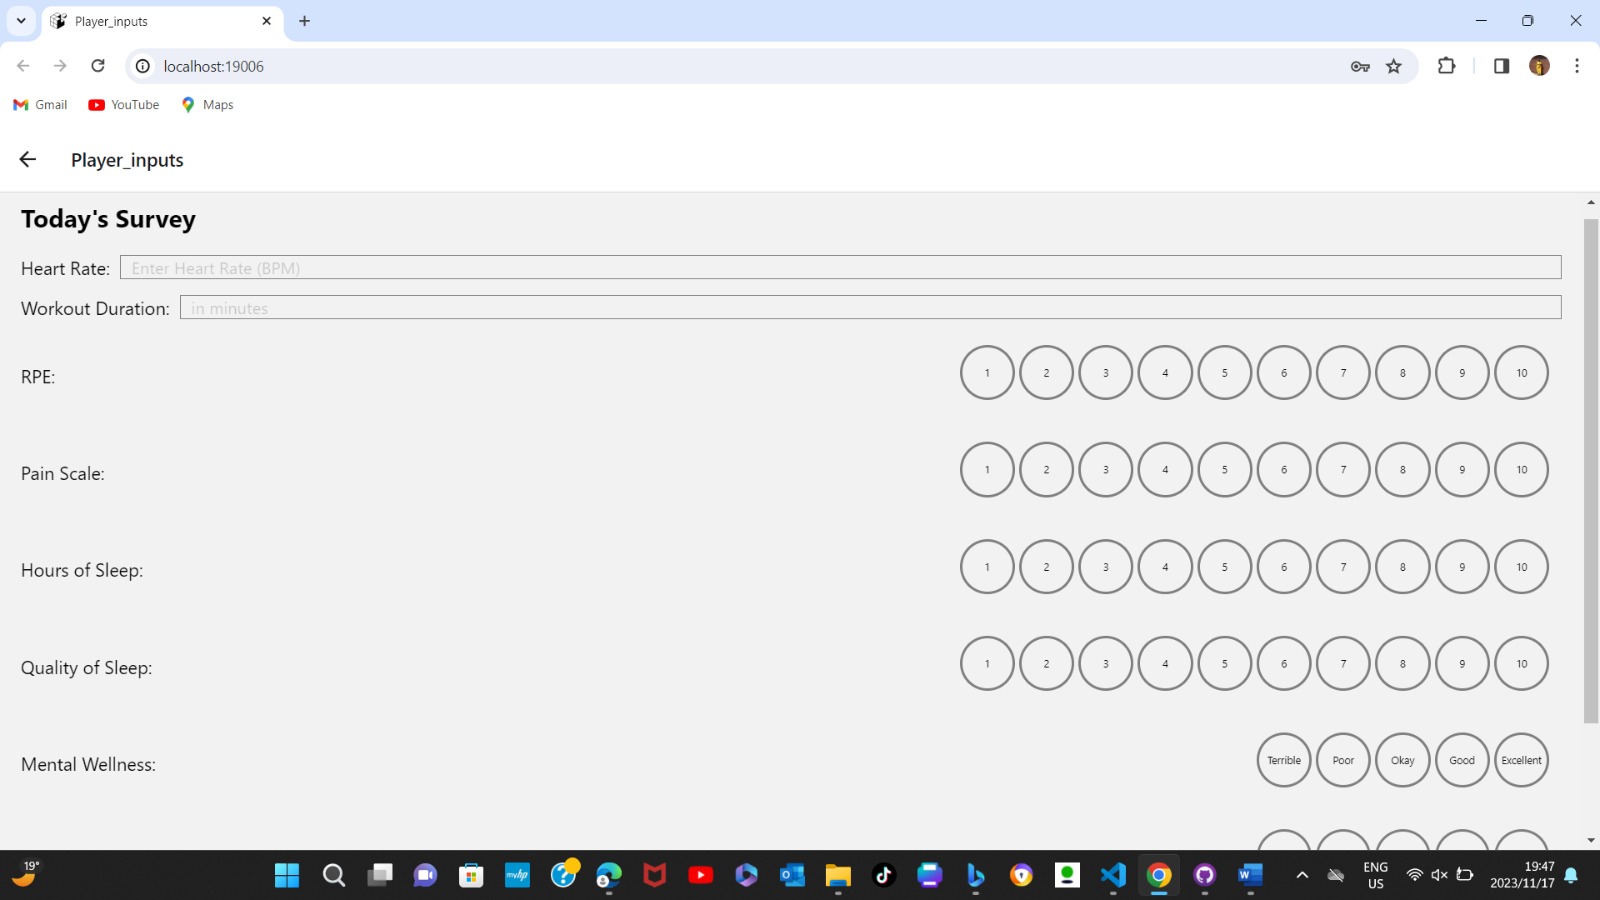 Player_inputs
localhost:19006
Gmail YouTube Maps
Player_inputs
Today's Survey
Heart Rate: Enter Heart Rate (BPM)
Workout Duration: in minutes
RPE: 1 2 3 4 5 6 7 8 9 10
Pain Scale: 1 2 3 4 5 6 7 8 9 10
Hours of Sleep: 1 2 3 4 5 6 7 8 9 10
Quality of Sleep: 1 2 3 4 5 6 7 8 9 10
Mental Wellness: Terrible Poor Okay Good Excellent
19°
myhp
ENG
US
19:47
2023/11/17